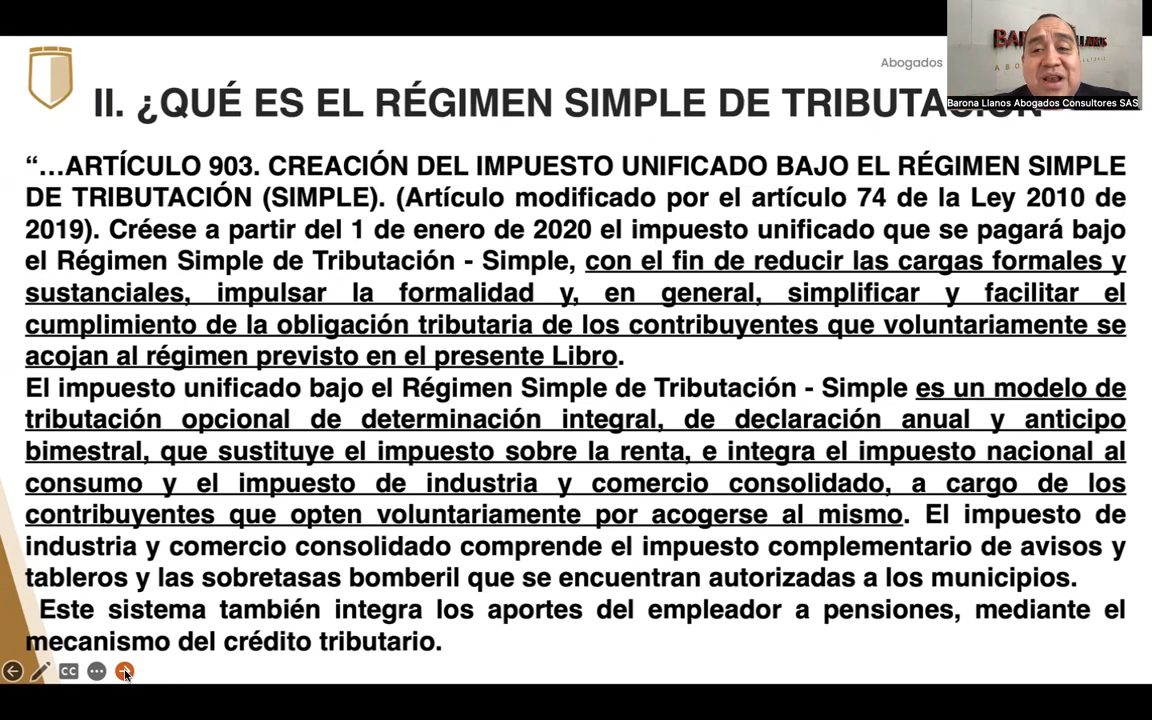 Abogados
BA
ABO
Barona Llanos Abogados Consultores SAS
II. ¿QUÉ ES EL RÉGIMEN SIMPLE DE TRIBUTACIÓN
“…ARTÍCULO 903. CREACIÓN DEL IMPUESTO UNIFICADO BAJO EL RÉGIMEN SIMPLE
DE TRIBUTACIÓN (SIMPLE). (Artículo modificado por el artículo 74 de la Ley 2010 de
2019). Créese a partir del 1 de enero de 2020 el impuesto unificado que se pagará bajo
el Régimen Simple de Tributación - Simple, con el fin de reducir las cargas formales y
sustanciales, impulsar la formalidad y, en general, simplificar y facilitar el
cumplimiento de la obligación tributaria de los contribuyentes que voluntariamente se
acojan al régimen previsto en el presente Libro.
El impuesto unificado bajo el Régimen Simple de Tributación - Simple es un modelo de
tributación opcional de determinación integral, de declaración anual y anticipo
bimestral, que sustituye el impuesto sobre la renta, e integra el impuesto nacional al
consumo y el impuesto de industria y comercio consolidado, a cargo de los
contribuyentes que opten voluntariamente por acogerse al mismo. El impuesto de
industria y comercio consolidado comprende el impuesto complementario de avisos y
tableros y las sobretasas bomberil que se encuentran autorizadas a los municipios.
Este sistema también integra los aportes del empleador a pensiones, mediante el
mecanismo del crédito tributario.
CC